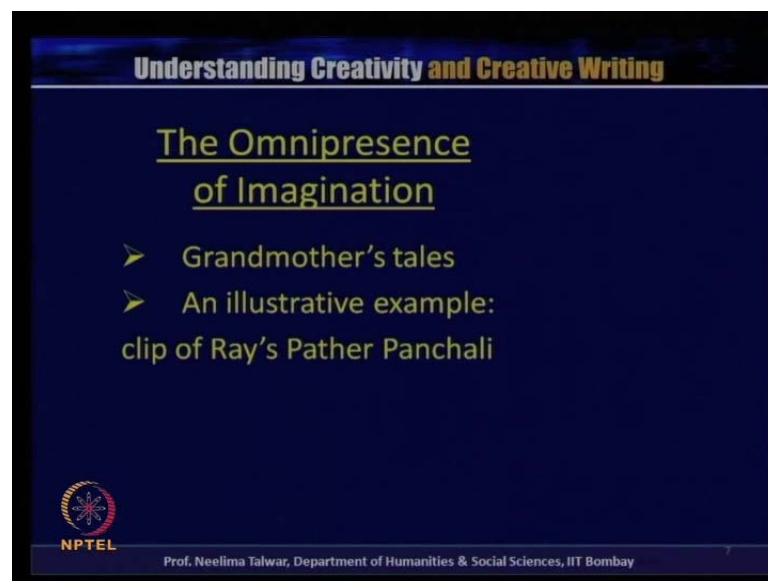 Understanding Creativity and Creative Writing
The Omnipresence
of Imagination
➢ Grandmother's tales
➢ An illustrative example:
clip of Ray's Pather Panchali
NPTEL
Prof. Neelima Talwar, Department of Humanities & Social Sciences, IIT Bombay
7